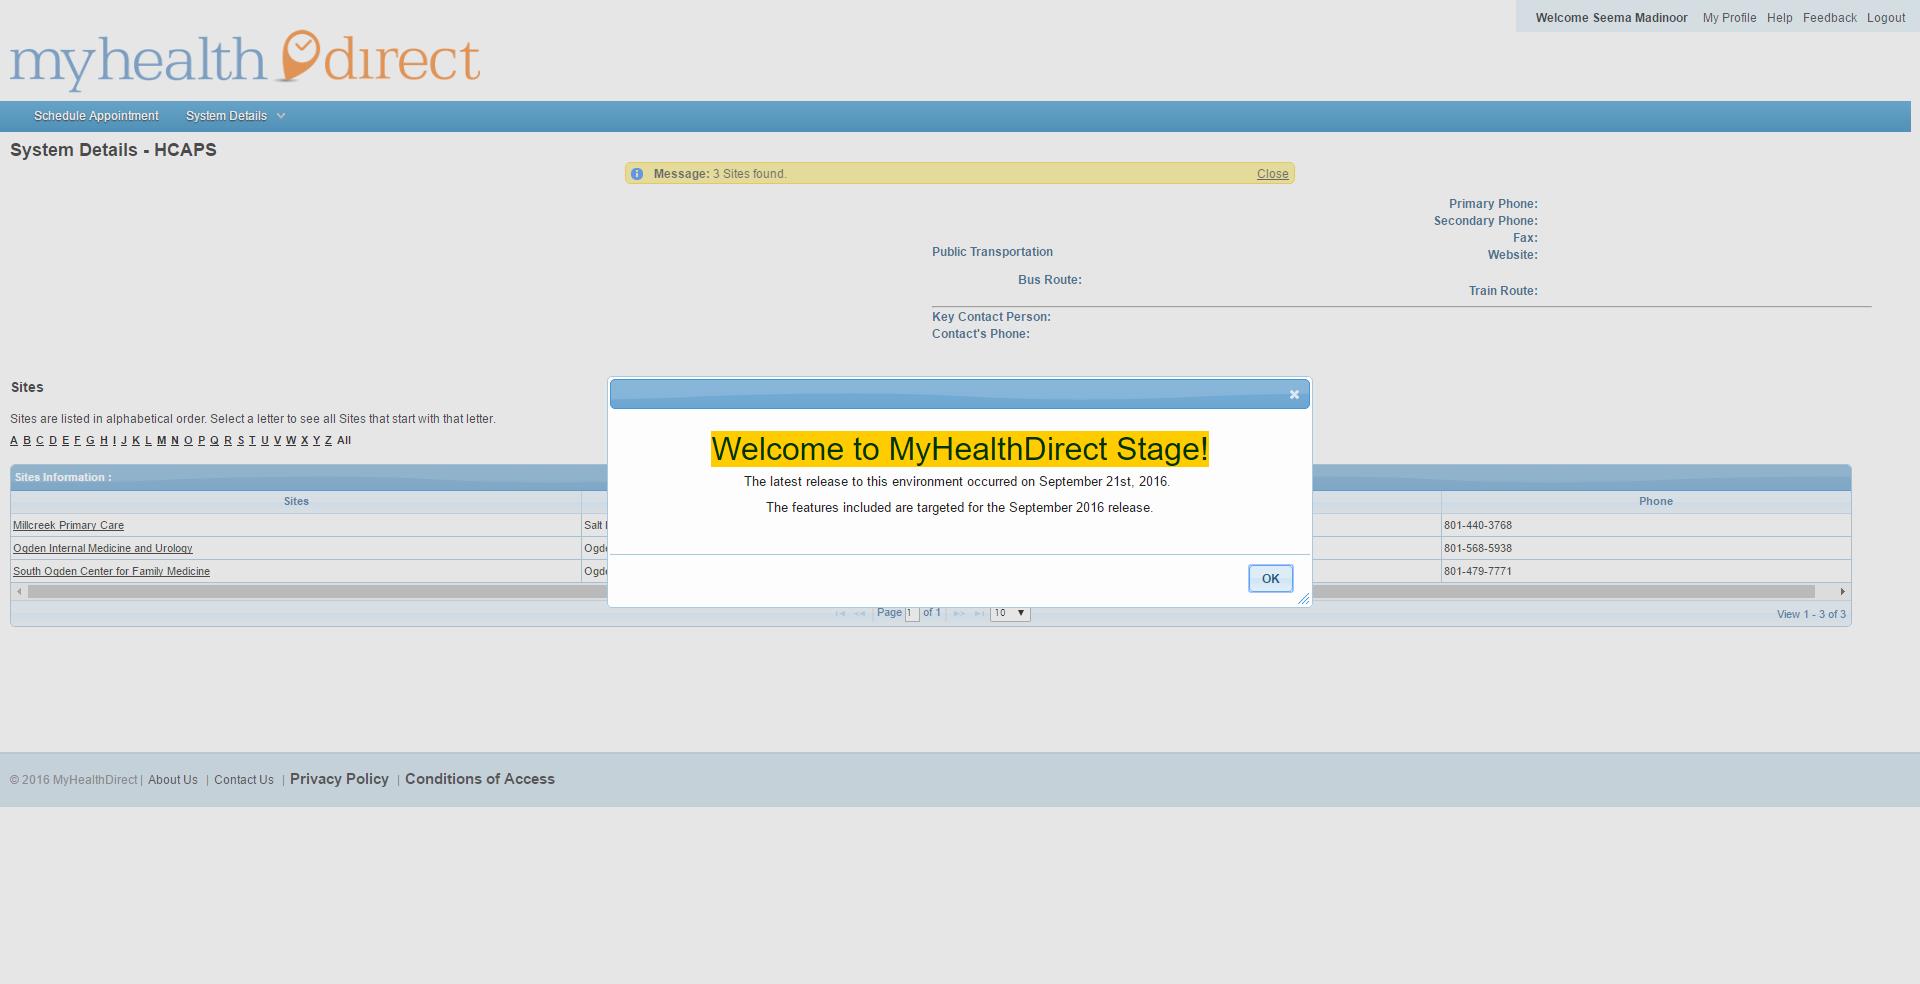 Welcome Seema Madinoor My Profile Help Feedback Logout
myhealth direct
Schedule Appointment System Details
System Details - HCAPS
Message: 3 Sites found. Close
Primary Phone:
Secondary Phone:
Fax:
Public Transportation Website:
Bus Route:
Train Route:
Key Contact Person:
Contact's Phone:
Sites
Sites are listed in alphabetical order. Select a letter to see all Sites that start with that letter.
A B C D E F G H I J K L M N O P Q R S T U V W X Y Z All
Welcome to MyHealthDirect Stage!
The latest release to this environment occurred on September 21st, 2016.
The features included are targeted for the September 2016 release.
OK
Sites Information :
Sites Phone
Millcreek Primary Care Salt 801-440-3768
Ogden Internal Medicine and Urology 801-568-5938
South Ogden Center for Family Medicine 801-479-7771
Page 1 of 1 10 View 1 - 3 of 3
© 2016 MyHealthDirect | About Us | Contact Us | Privacy Policy | Conditions of Access